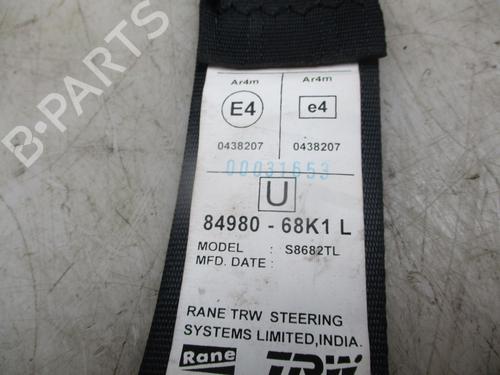 Ar4m Ar4m
E4 e4
0438207 0438207
00031653
U
84980 - 68K1 L
MODEL : S8682TL
MFD. DATE :
RANE TRW STEERING
SYSTEMS LIMITED, INDIA.
Rane TRW
B-PARTS